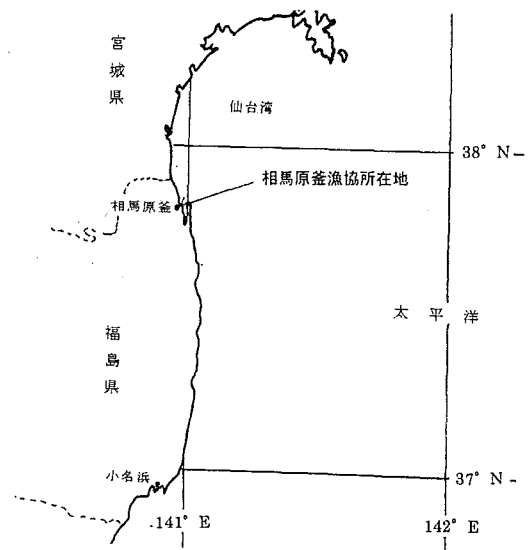 宮城県
仙台湾
38° N
相馬原釜漁協所在地
相馬原釜
太平洋
福島県
小名浜
37° N
141° E
142° E